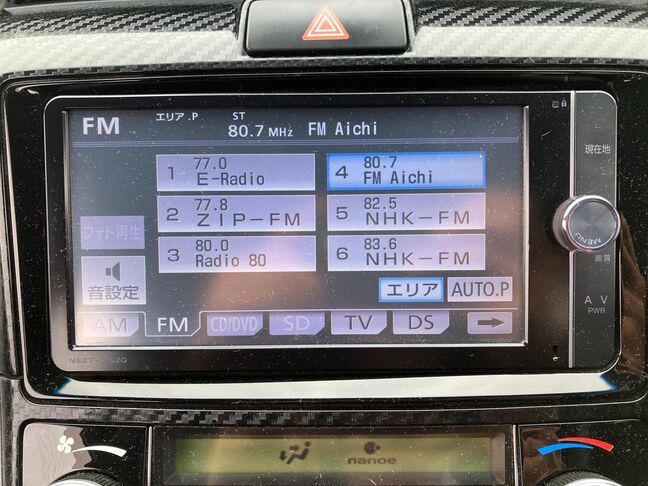 FM
エリア.P
ST
80.7 MHz FM Aichi
1 77.0 E-Radio
4 80.7 FM Aichi
2 77.8 ZIP-FM
5 82.5 NHK-FM
3 80.0 Radio 80
6 83.6 NHK-FM
フォト再生
音設定
エリア
AUTO.P
AM
FM
CD/DVD
SD
TV
DS
現在地
MENU
画質
AV
PWR
nanoe